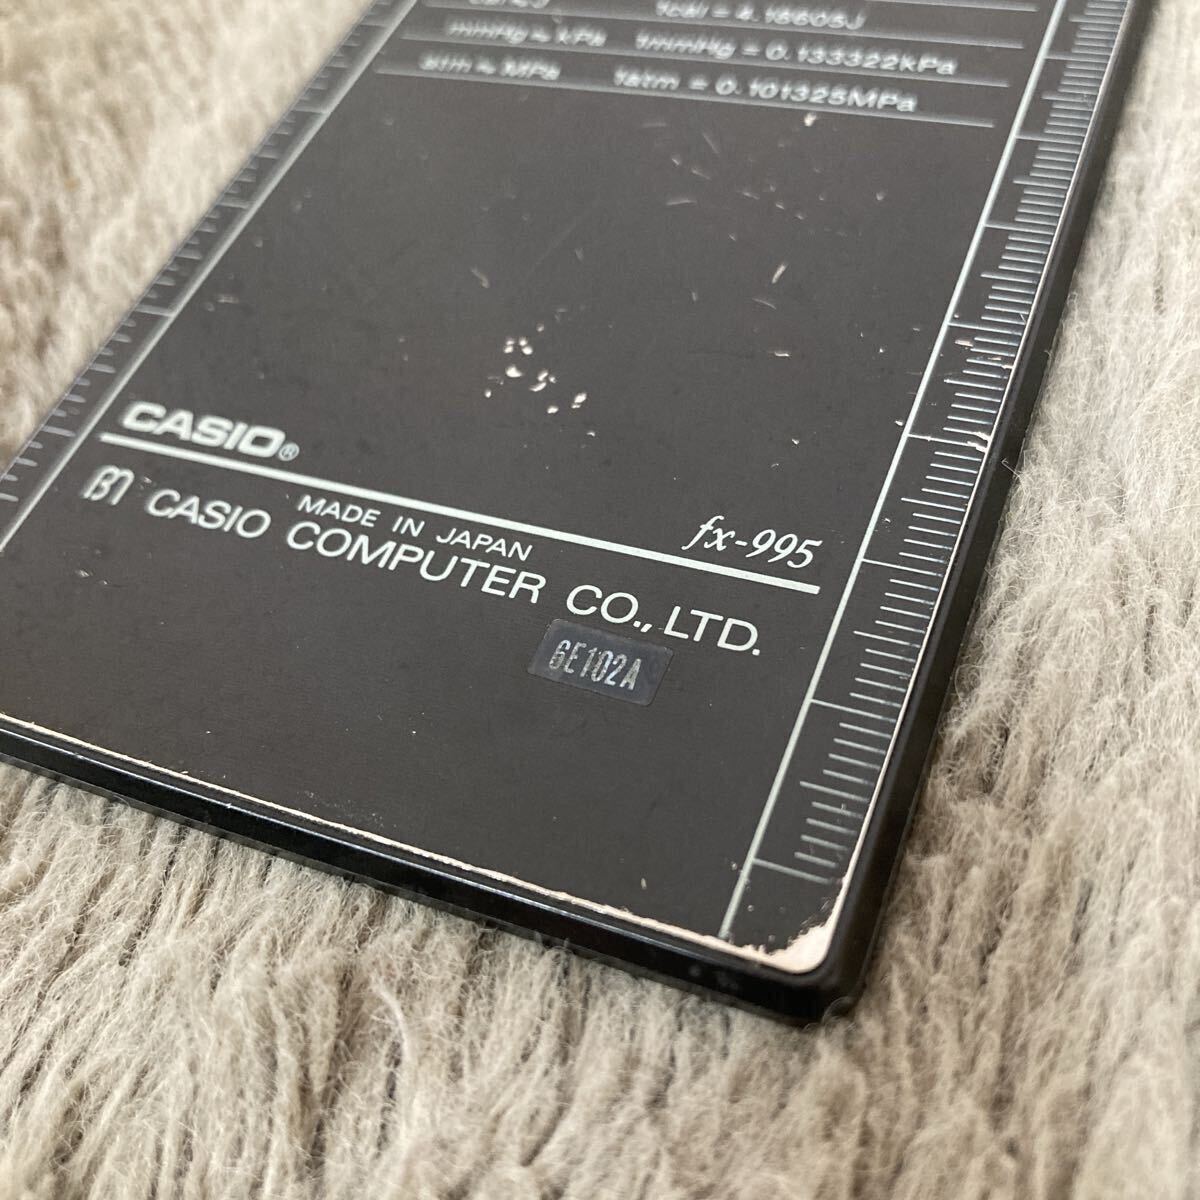 1cal = 4.18605J
mmHg≈kPa 1mmHg = 0.133322kPa
atm≈MPa 1atm = 0.101325MPa
CASIO®
MADE IN JAPAN fx-995
CASIO COMPUTER CO., LTD.
6E102A